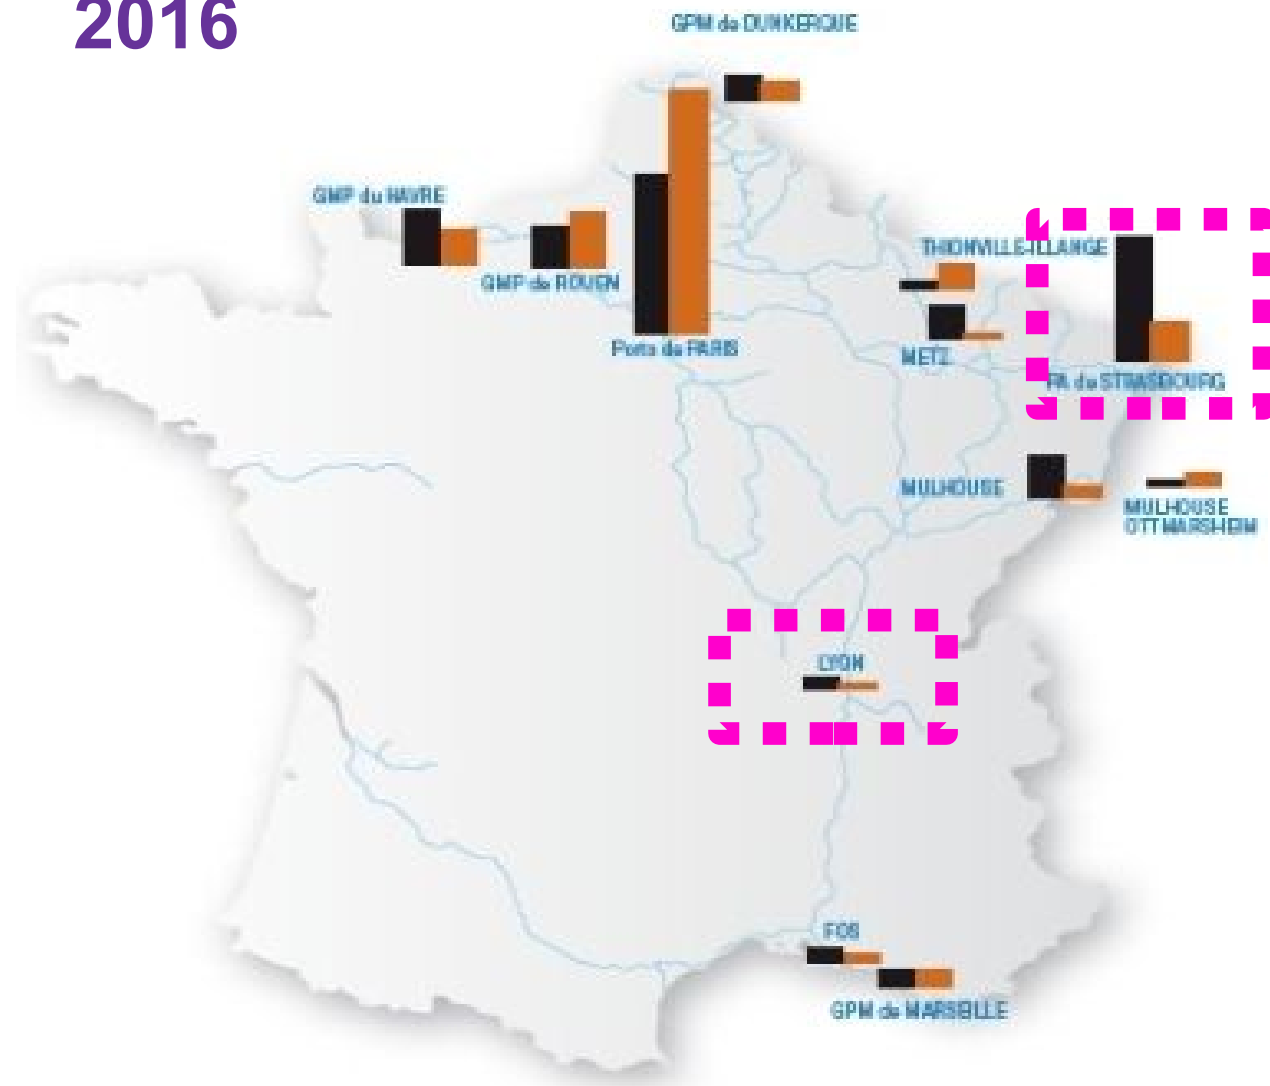 2016
GPM de DUNKERQUE
GMP du HAVRE
GMP de ROUEN
Ports de PARIS
THIONVILLE-ILLANGE
METZ
PA de STRASBOURG
MULHOUSE
MULHOUSE
OTTMARSHEIM
LYON
FOS
GPM de MARSEILLE